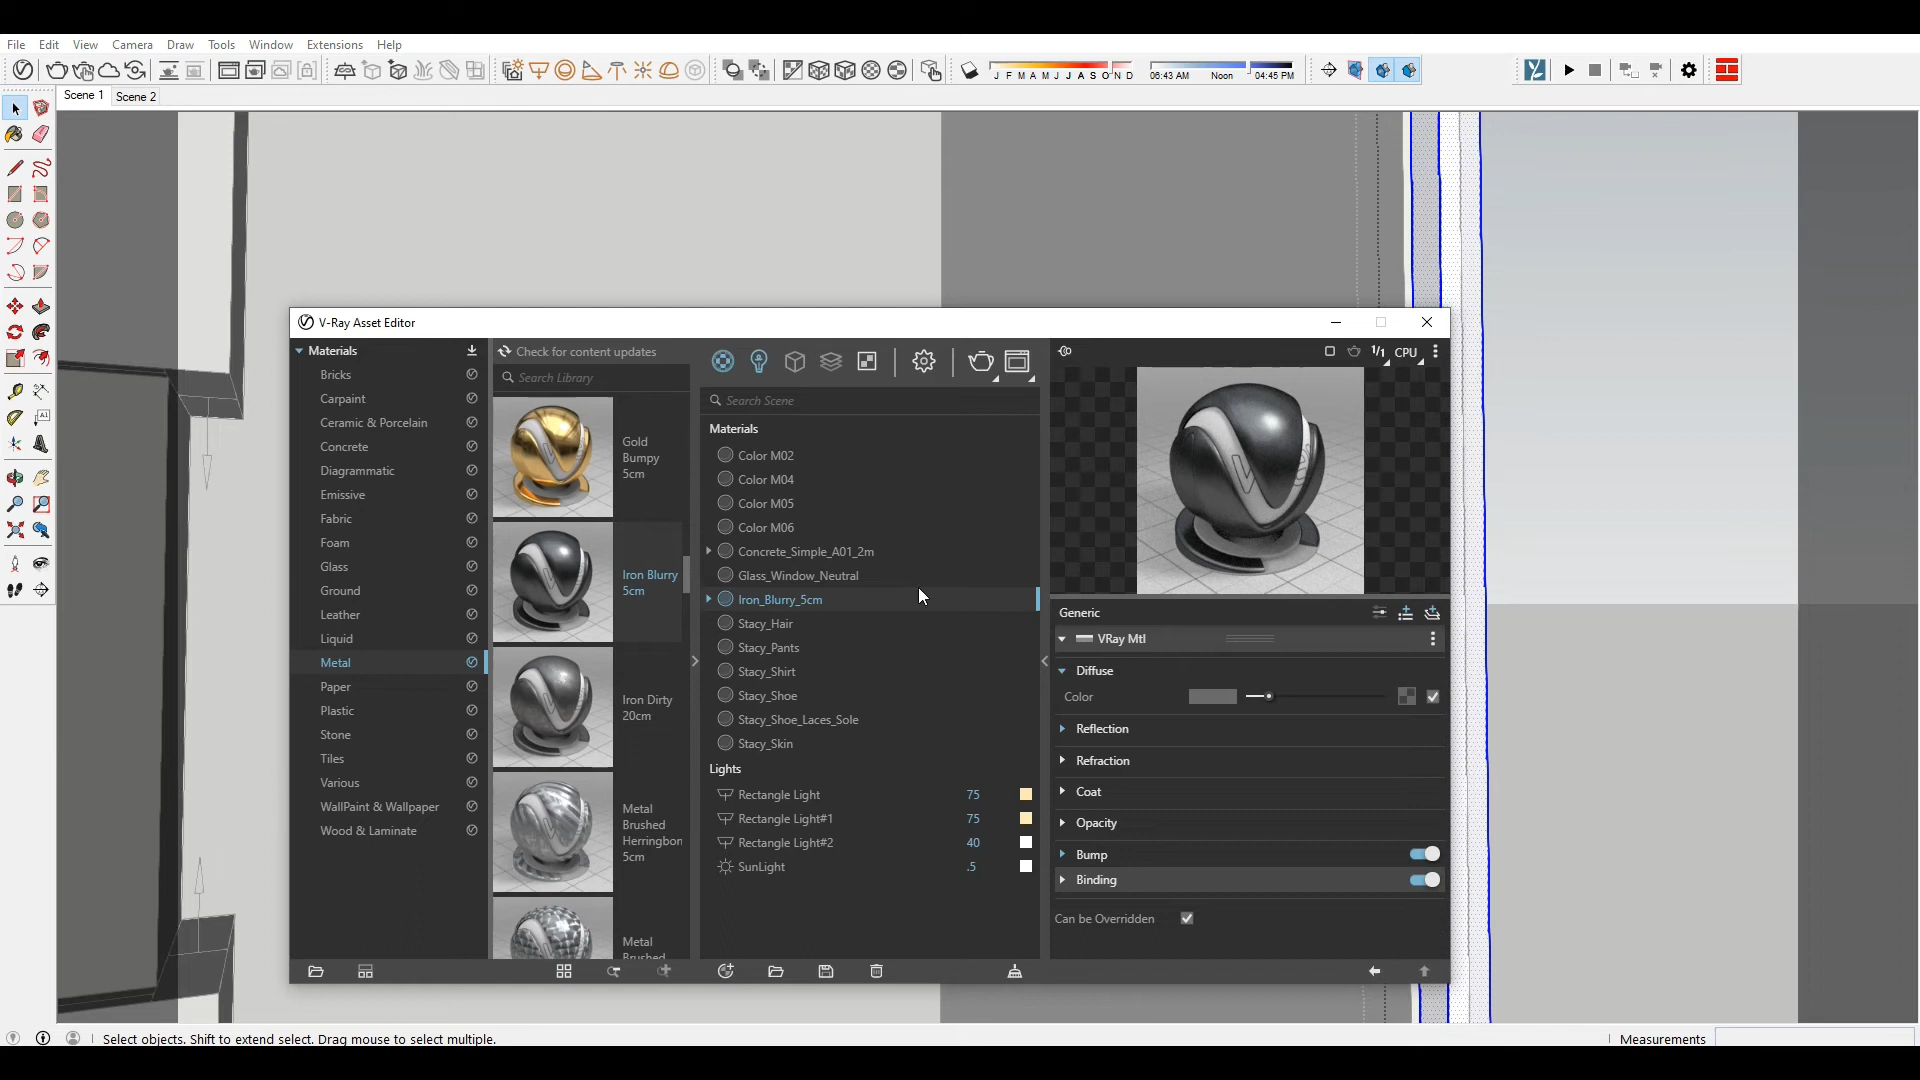 File Edit View Camera Draw Tools Window Extensions Help
J F M A M J J A S O N D 06:43 AM Noon 04:45 PM
Scene 1 Scene 2
V-Ray Asset Editor
Materials
Bricks
Carpaint
Ceramic & Porcelain
Concrete
Diagrammatic
Emissive
Fabric
Foam
Glass
Ground
Leather
Liquid
Metal
Paper
Plastic
Stone
Tiles
Various
WallPaint & Wallpaper
Wood & Laminate
Check for content updates
Search Library
Gold
Bumpy
5cm
Iron Blurry
5cm
Iron Dirty
20cm
Metal
Brushed
Herringbon
5cm
Metal
Brushed
Search Scene
Materials
Color M02
Color M04
Color M05
Color M06
Concrete_Simple_A01_2m
Glass_Window_Neutral
Iron_Blurry_5cm
Stacy_Hair
Stacy_Pants
Stacy_Shirt
Stacy_Shoe
Stacy_Shoe_Laces_Sole
Stacy_Skin
Lights
Rectangle Light 75
Rectangle Light#1 75
Rectangle Light#2 40
SunLight .5
1/1 CPU
Generic
VRay Mtl
Diffuse
Color
Reflection
Refraction
Coat
Opacity
Bump
Binding
Can be Overridden
Select objects. Shift to extend select. Drag mouse to select multiple.
Measurements